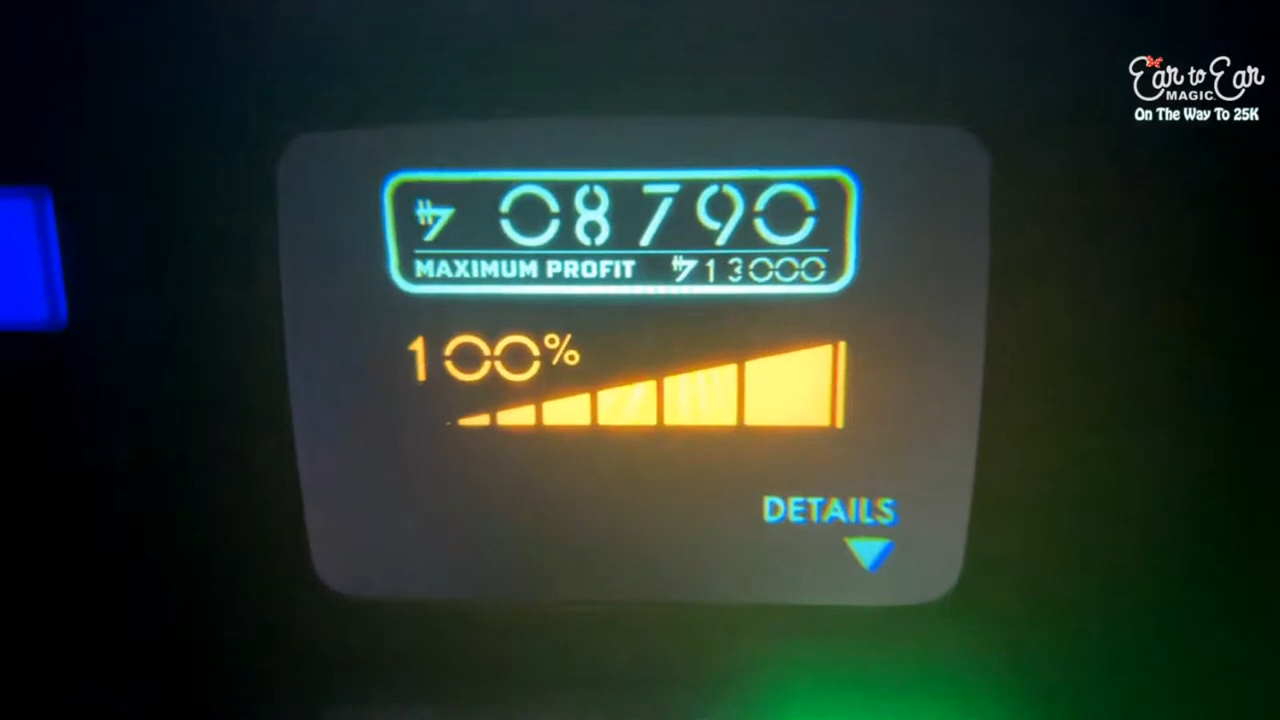 08790
MAXIMUM PROFIT 13000
100%
DETAILS
Ear to Ear
MAGIC
On The Way To 25K